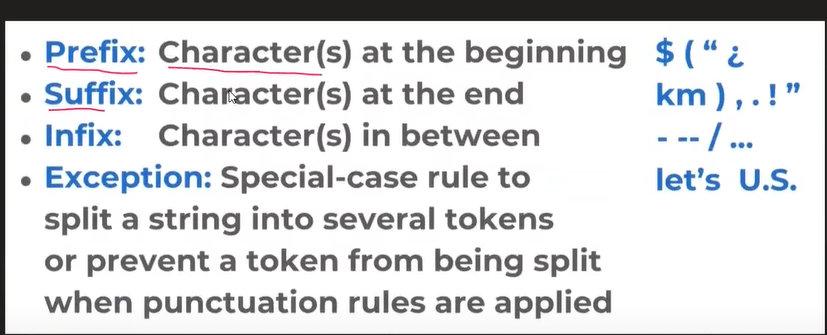 • Prefix: Character(s) at the beginning $ ( “ ¿
• Suffix: Character(s) at the end km ) , . ! ”
• Infix: Character(s) in between - -- / ...
• Exception: Special-case rule to let’s U.S.
split a string into several tokens
or prevent a token from being split
when punctuation rules are applied